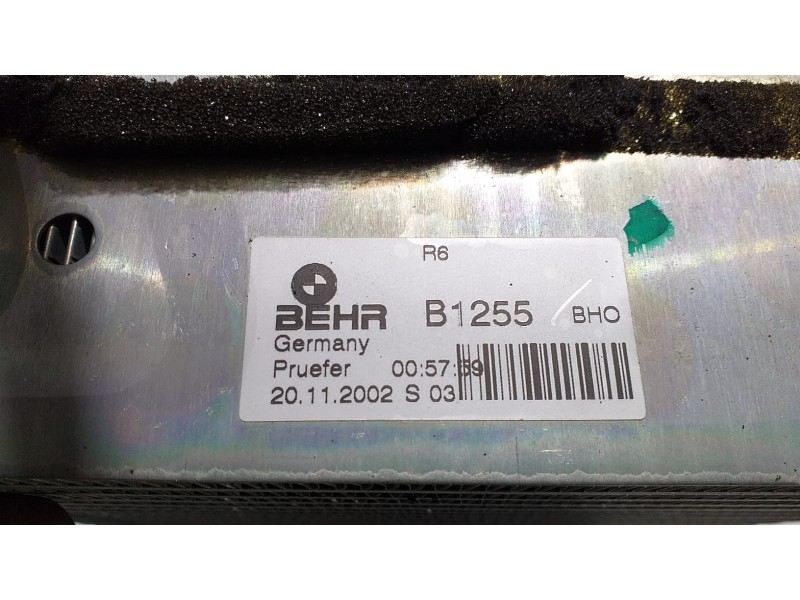 R6
BEHR B1255 BHO
Germany
Pruefer 00:57:59
20.11.2002 S 03